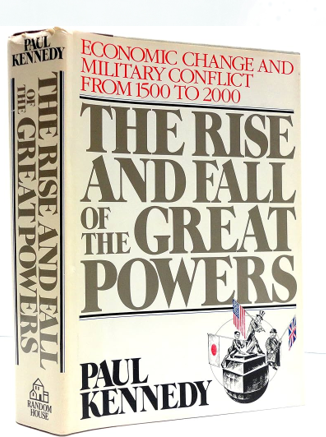 PAUL
KENNEDY
THE RISE AND FALL
OF
THE
GREAT POWERS
RANDOM
HOUSE
ECONOMIC CHANGE AND
MILITARY CONFLICT
FROM 1500 TO 2000
THE RISE
AND FALL
OF
THE
GREAT
POWERS
PAUL
KENNEDY